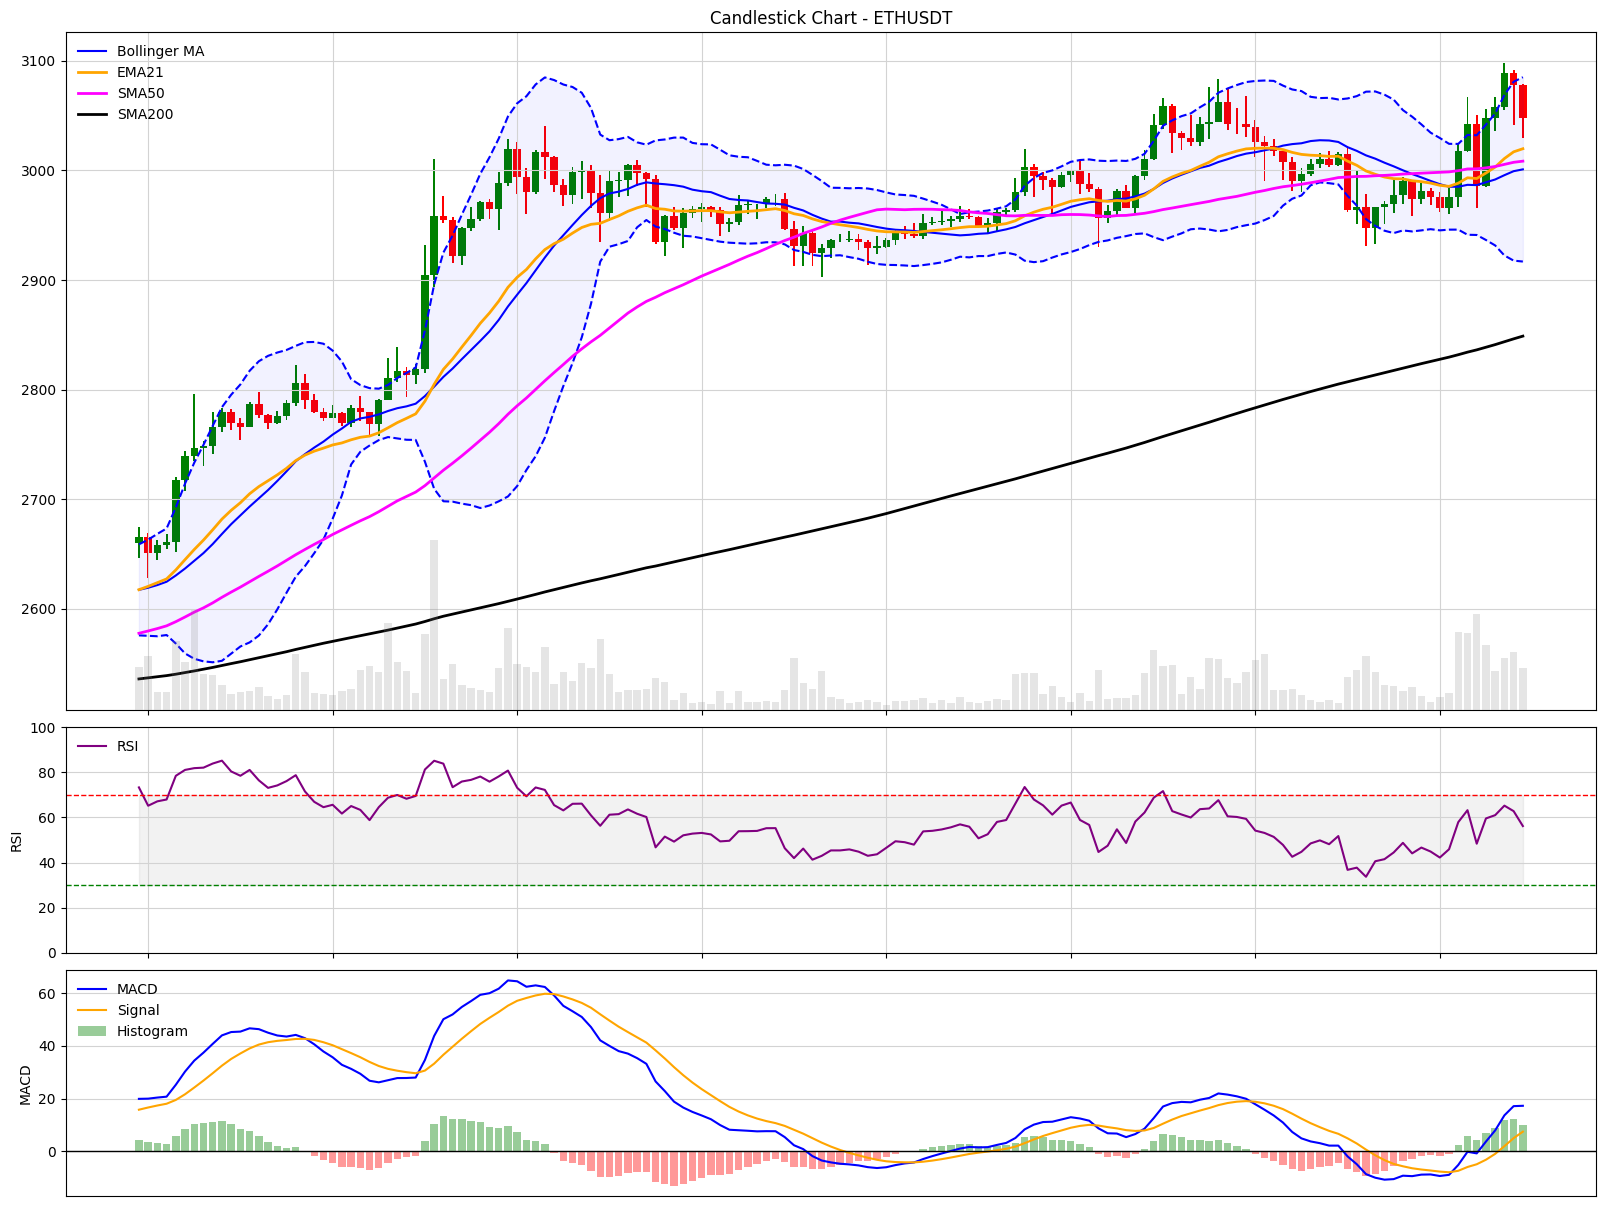 Candlestick Chart - ETHUSDT
Bollinger MA
EMA21
SMA50
SMA200
3100
3000
2900
2800
2700
2600
RSI
100
80
60
40
20
0
RSI
MACD
Signal
Histogram
60
40
20
0
MACD